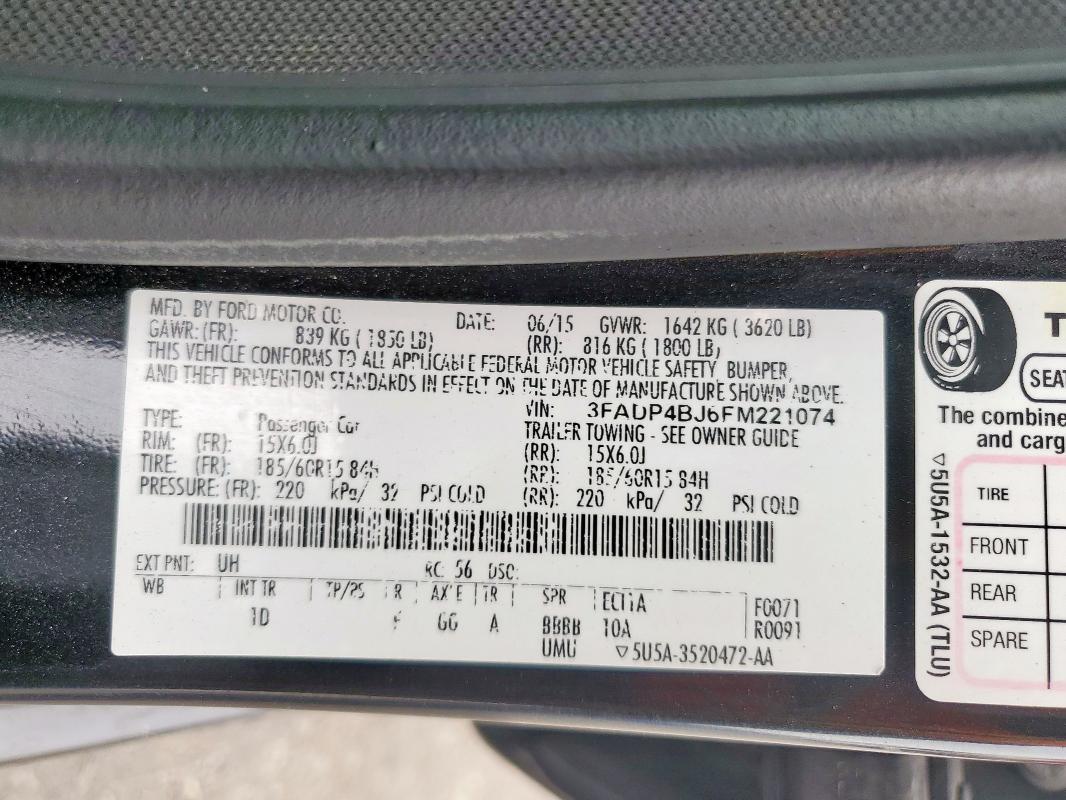 MFD. BY FORD MOTOR CO.
DATE: 06/15 GVWR: 1642 KG ( 3620 LB)
GAWR: (FR): 839 KG ( 1850 LB) (RR): 816 KG ( 1800 LB)
THIS VEHICLE CONFORMS TO ALL APPLICABLE FEDERAL MOTOR VEHICLE SAFETY, BUMPER,
AND THEFT PREVENTION STANDARDS IN EFFECT ON THE DATE OF MANUFACTURE SHOWN ABOVE.
VIN: 3FADP4BJ6FM221074
TYPE: Passenger Car TRAILER TOWING - SEE OWNER GUIDE
RIM: (FR): 15X6.0J (RR): 15X6.0J
TIRE: (FR): 185/60R15 84H (RR): 185/60R15 84H
PRESSURE: (FR): 220 kPa/ 32 PSI COLD (RR): 220 kPa/ 32 PSI COLD
EXT PNT: UH RC: 56 DSO:
WB INT TR TP/PS R AXLE TR SPR EC11A F0071
1D F GG A BBBB 10A R0091
UMU ▽5U5A-3520472-AA
T
SEAT
The combine
and carg
TIRE
FRONT
REAR
SPARE
▽5U5A-1532-AA (TLU)